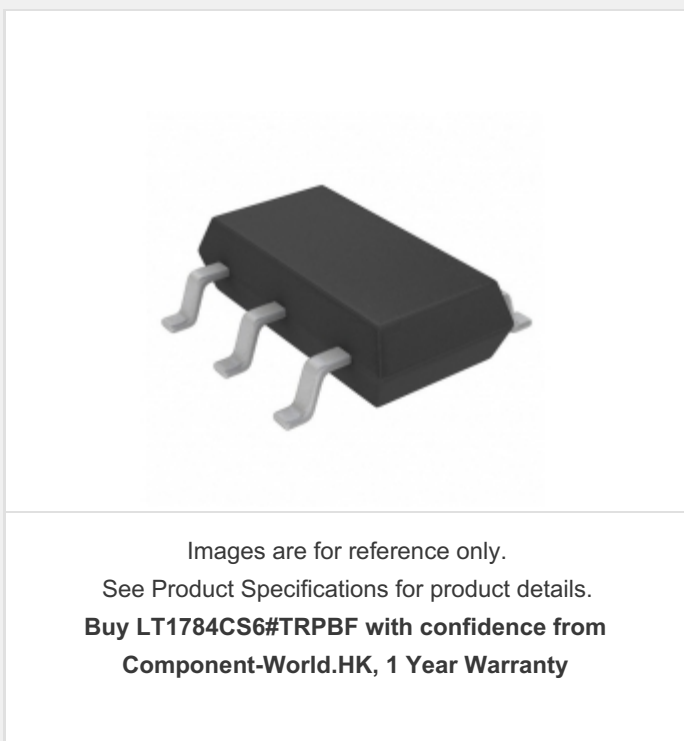 Images are for reference only.
See Product Specifications for product details.
Buy LT1784CS6#TRPBF with confidence from
Component-World.HK, 1 Year Warranty